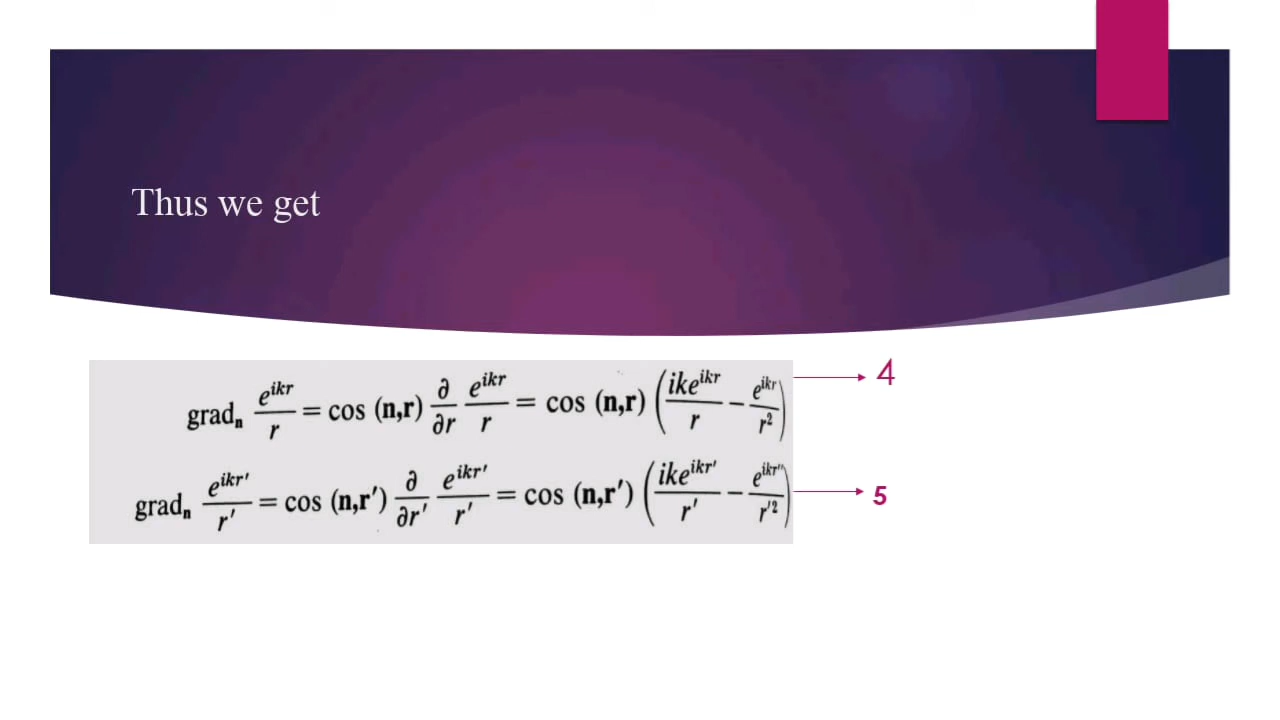 Thus we get
grad_n e^{ikr}/r = cos (n,r) ∂/∂r e^{ikr}/r = cos (n,r) (ike^{ikr}/r − e^{ikr}/r²) 4
grad_n e^{ikr′}/r′ = cos (n,r′) ∂/∂r′ e^{ikr′}/r′ = cos (n,r′) (ike^{ikr′}/r′ − e^{ikr″}/r′²) 5